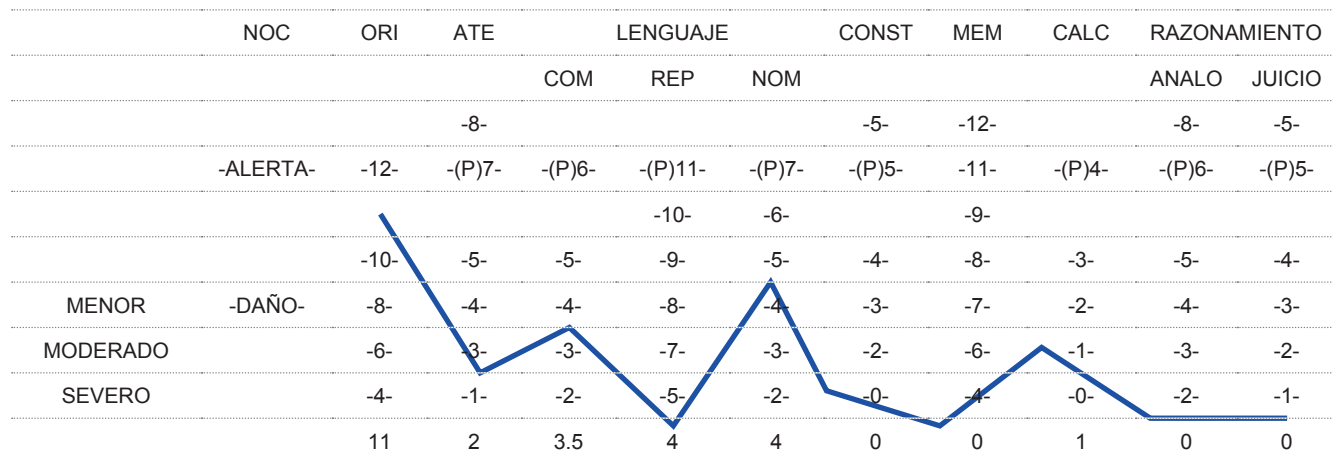 NOC ORI ATE LENGUAJE CONST MEM CALC RAZONAMIENTO
COM REP NOM ANALO JUICIO
-8- -5- -12- -8- -5-
-ALERTA- -12- -(P)7- -(P)6- -(P)11- -(P)7- -(P)5- -11- -(P)4- -(P)6- -(P)5-
-10- -6- -9-
-10- -5- -5- -9- -5- -4- -8- -3- -5- -4-
MENOR -DAÑO- -8- -4- -4- -8- -4- -3- -7- -2- -4- -3-
MODERADO -6- -3- -3- -7- -3- -2- -6- -1- -3- -2-
SEVERO -4- -1- -2- -5- -2- -0- -4- -0- -2- -1-
11 2 3.5 4 4 0 0 1 0 0